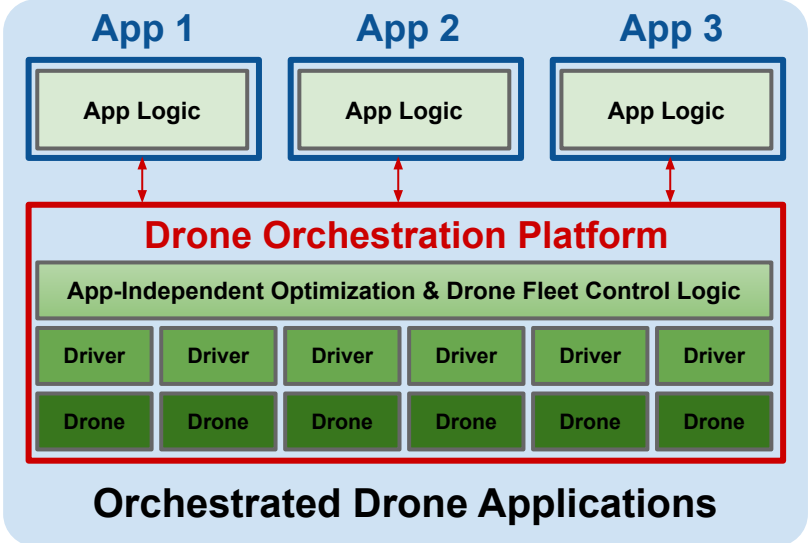 App 1 App 2 App 3
App Logic App Logic App Logic
Drone Orchestration Platform
App-Independent Optimization & Drone Fleet Control Logic
Driver Driver Driver Driver Driver Driver
Drone Drone Drone Drone Drone Drone
Orchestrated Drone Applications